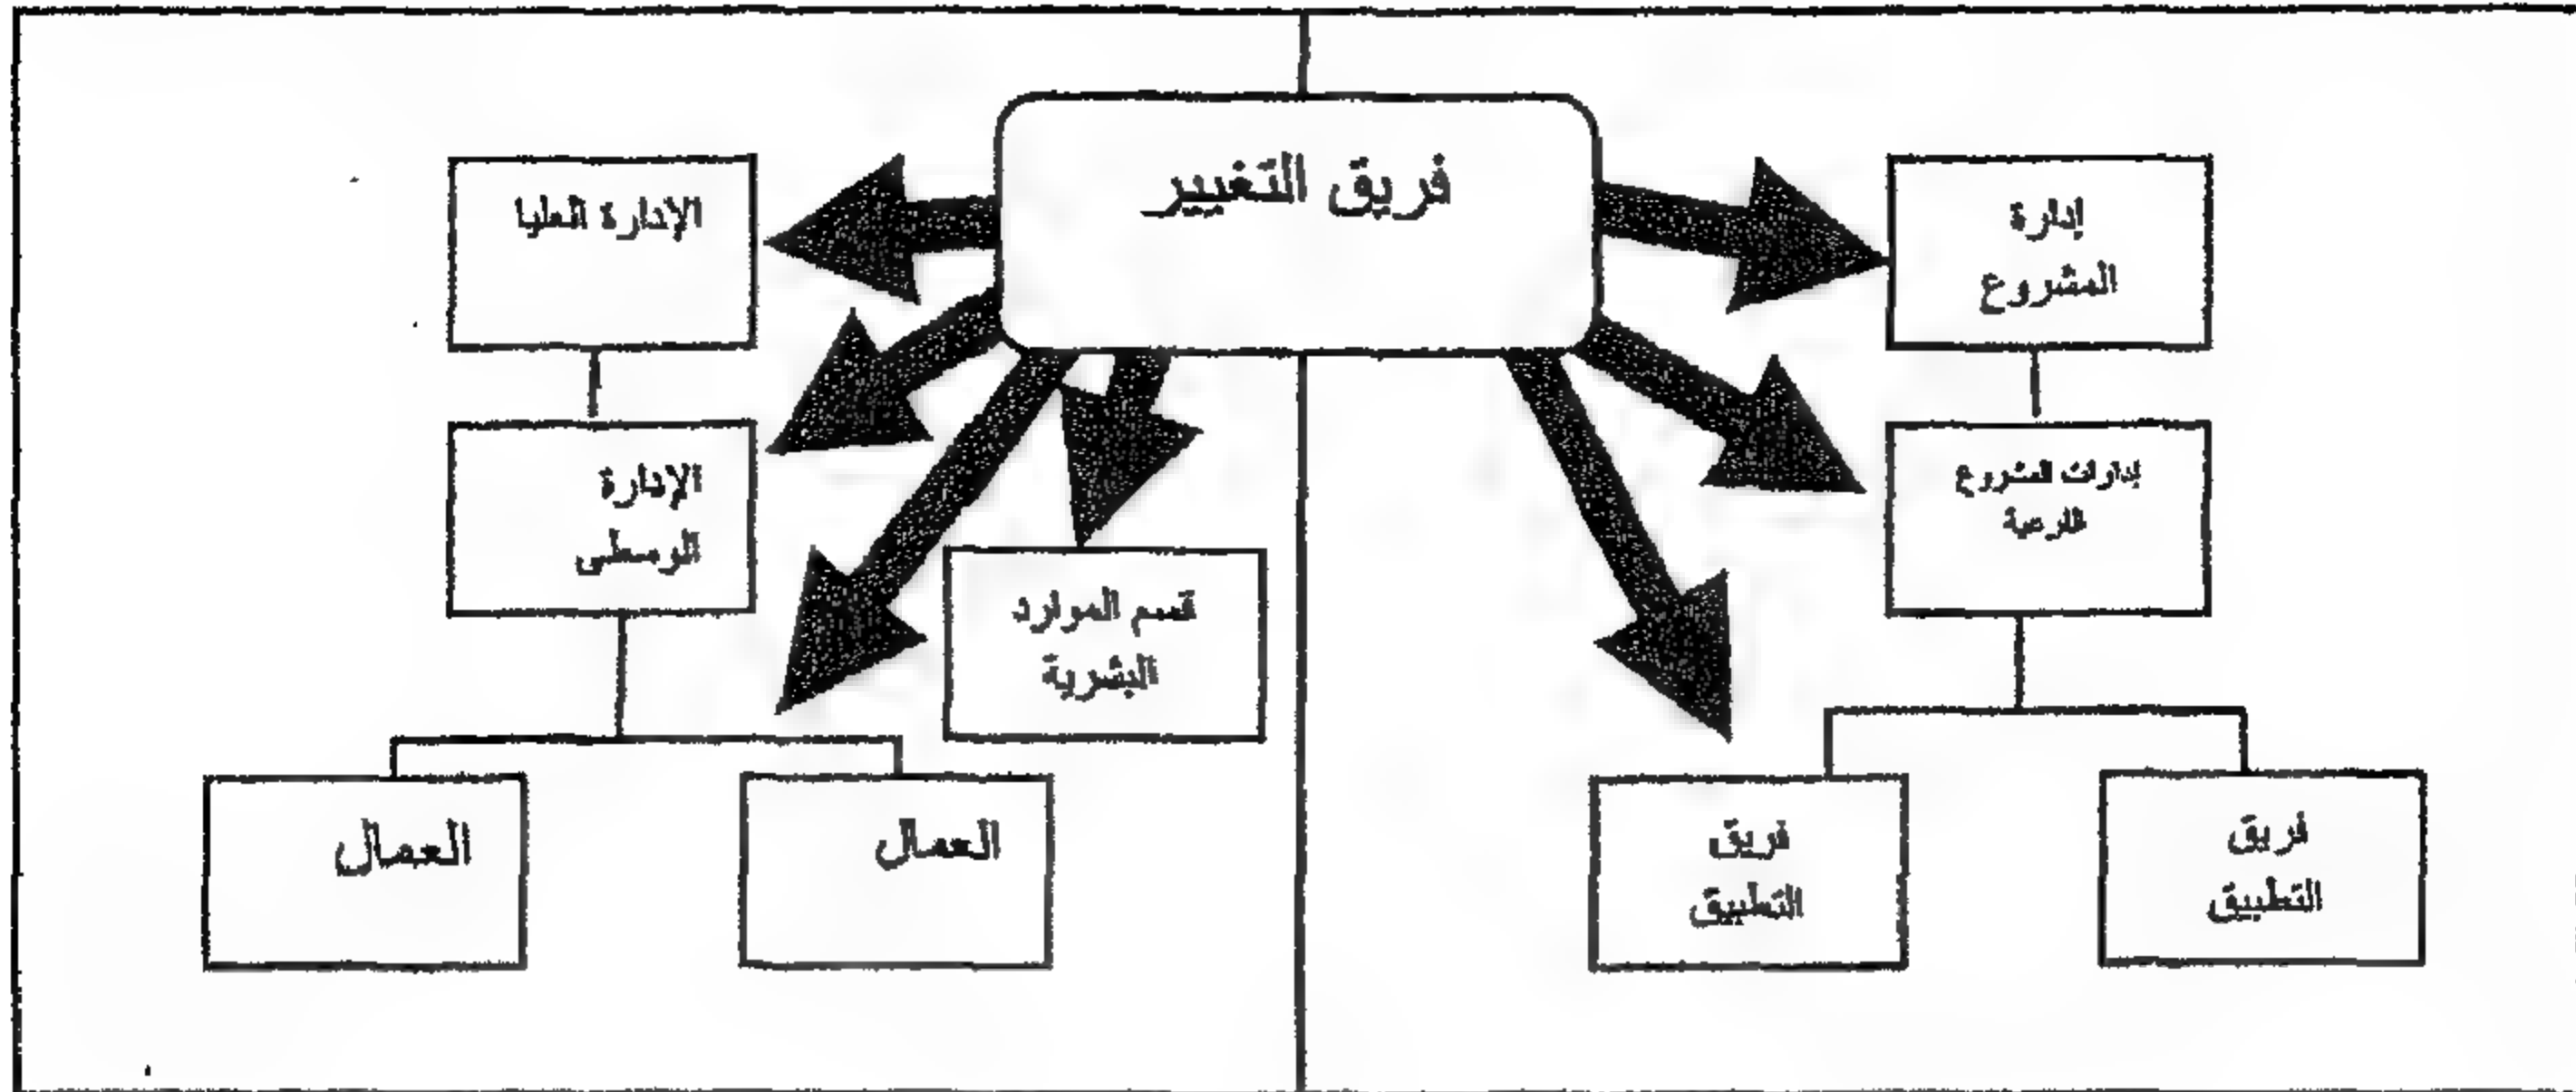 فريق التغيير
إدارة
المشروع
إدارات المشروع
الفرعية
فريق
التطبيق
فريق
التطبيق
الإدارة العليا
الإدارة
الوسطى
قسم الموارد
البشرية
العمال
العمال